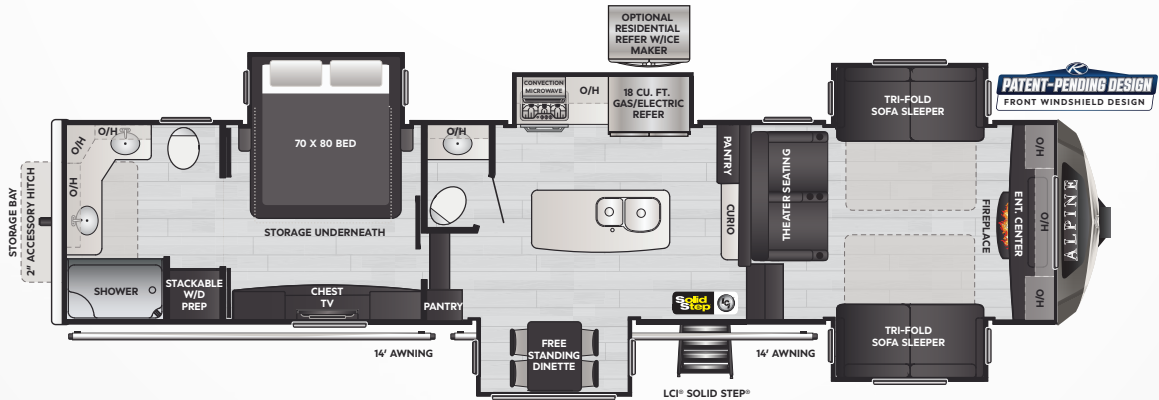 OPTIONAL
RESIDENTIAL
REFER W/ICE
MAKER
PATENT-PENDING DESIGN
FRONT WINDSHIELD DESIGN
CONVECTION
MICROWAVE
O/H
18 CU. FT.
GAS/ELECTRIC
REFER
TRI-FOLD
SOFA SLEEPER
O/H
O/H
O/H
70 X 80 BED
O/H
PANTRY
CURIO
THEATER SEATING
FIREPLACE
ENT. CENTER
O/H
O/H
O/H
ALPINE
STORAGE BAY
2" ACCESSORY HITCH
STORAGE UNDERNEATH
SHOWER
STACKABLE
W/D
PREP
CHEST
TV
PANTRY
Solid
Step
LCI
FREE
STANDING
DINETTE
TRI-FOLD
SOFA SLEEPER
14' AWNING
14' AWNING
LCI® SOLID STEP®